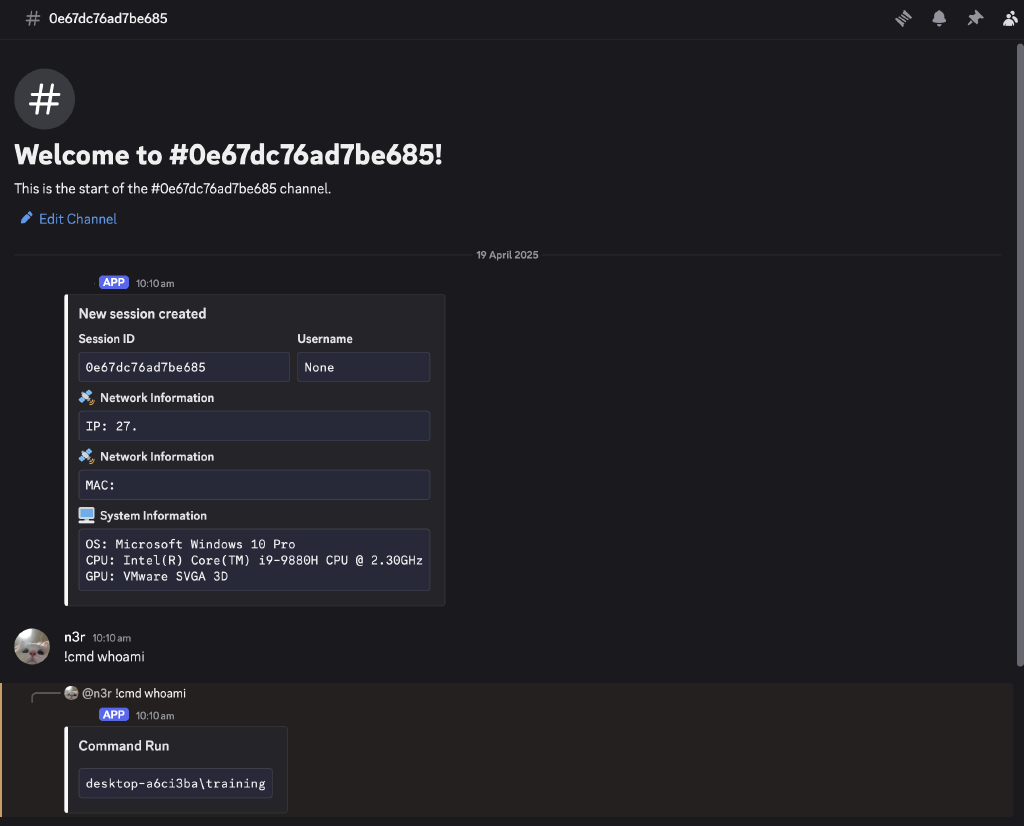 # 0e67dc76ad7be685
#
Welcome to #0e67dc76ad7be685!
This is the start of the #0e67dc76ad7be685 channel.
Edit Channel
19 April 2025
APP 10:10 am
New session created
Session ID Username
0e67dc76ad7be685 None
Network Information
IP: 27.
Network Information
MAC:
System Information
OS: Microsoft Windows 10 Pro
CPU: Intel(R) Core(TM) i9-9880H CPU @ 2.30GHz
GPU: VMware SVGA 3D
n3r 10:10 am
!cmd whoami
@n3r !cmd whoami
APP 10:10 am
Command Run
desktop-a6ci3ba\training